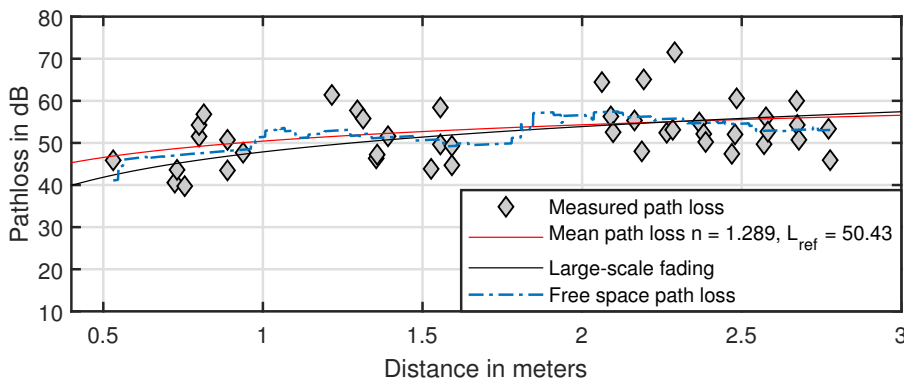 80
70
60
50
40
30
20
10
Pathloss in dB
Measured path loss
Mean path loss n = 1.289, L_ref = 50.43
Large-scale fading
Free space path loss
0.5 1 1.5 2 2.5 3
Distance in meters